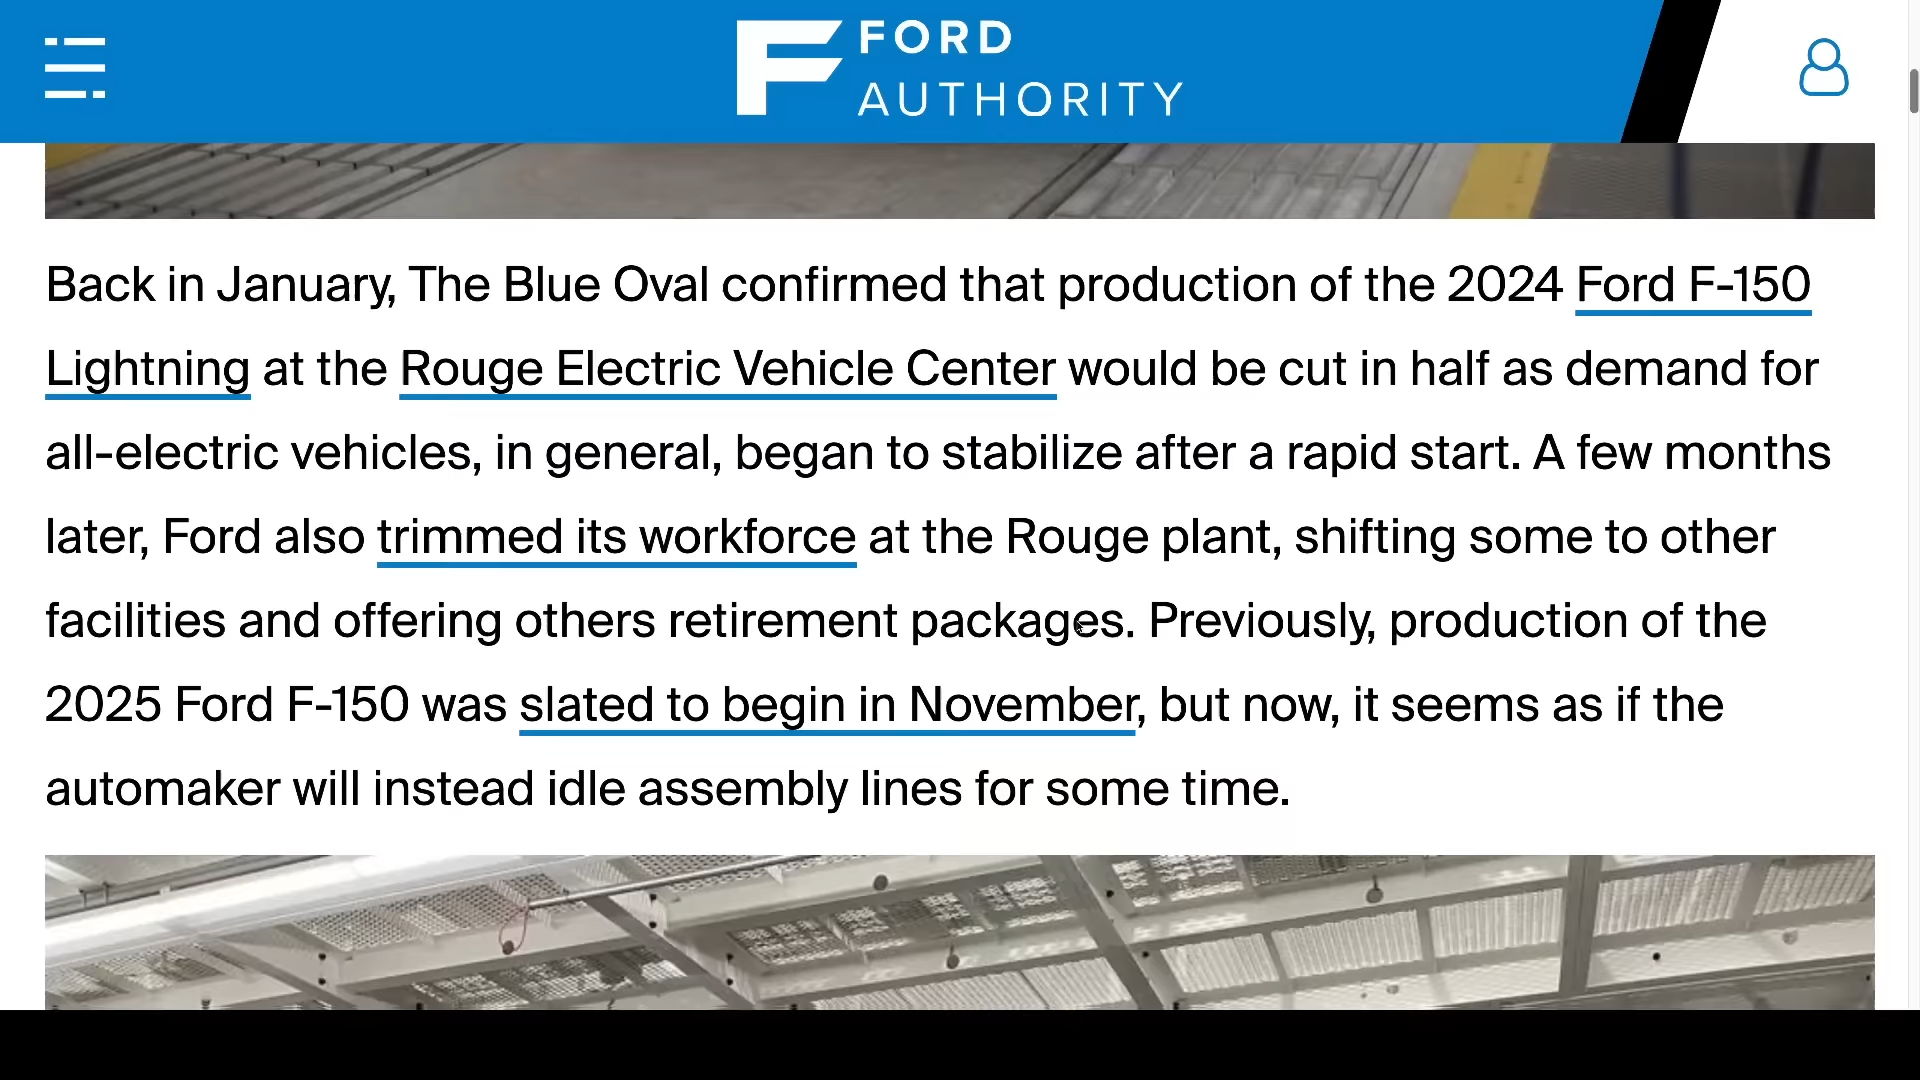 FORD
AUTHORITY
Back in January, The Blue Oval confirmed that production of the 2024 Ford F-150
Lightning at the Rouge Electric Vehicle Center would be cut in half as demand for
all-electric vehicles, in general, began to stabilize after a rapid start. A few months
later, Ford also trimmed its workforce at the Rouge plant, shifting some to other
facilities and offering others retirement packages. Previously, production of the
2025 Ford F-150 was slated to begin in November, but now, it seems as if the
automaker will instead idle assembly lines for some time.